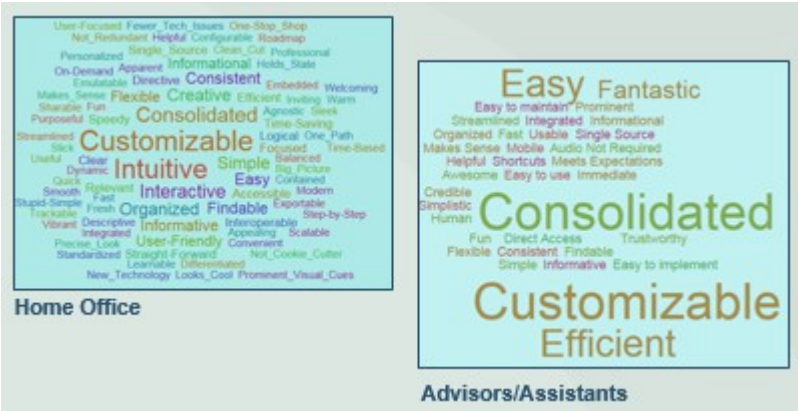 User-Focused Fewer_Tech_Issues One-Stop_Shop
Not_Redundant Helpful Configurable Roadmap
Single_Source Clean_Cut Professional
Personalized Informational Holds_State
On-Demand Apparent Consistent
Emulatable Directive Embedded Welcoming
Makes_Sense Flexible Creative Efficient Inviting Warm
Sharable Fun Consolidated Agnostic Sleek
Purposeful Speedy Time-Saving
Streamlined Customizable Logical One_Path
Slick Focused Time-Based
Useful Clear Intuitive Simple Balanced
Dynamic Big_Picture
Quick Relevant Interactive Easy Contained
Smooth Accessible Modern
Stupid-Simple Fast Exportable
Trackable Fresh Organized Findable Step-by-Step
Vibrant Descriptive Informative Interoperable
Integrated Appealing Scalable
Precise_Look User-Friendly Convenient
Standardized Straight-Forward Not_Cookie_Cutter
Learnable Differentiated
New_Technology Looks_Cool Prominent_Visual_Cues
Home Office
Easy Fantastic
Easy to maintain Prominent
Streamlined Integrated Informational
Organized Fast Usable Single Source
Makes Sense Mobile Audio Not Required
Helpful Shortcuts Meets Expectations
Awesome Easy to use Immediate
Credible
Simplistic Consolidated
Human
Fun Direct Access Trustworthy
Flexible Consistent Findable
Simple Informative Easy to implement
Customizable
Efficient
Advisors/Assistants